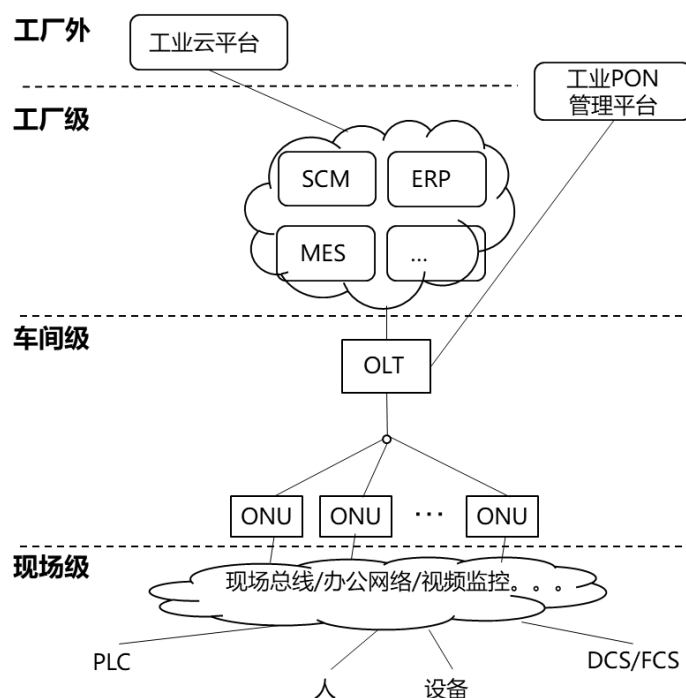 工厂外
工业云平台
工业PON
管理平台
工厂级
SCM
ERP
MES
...
车间级
OLT
ONU
ONU
...
ONU
现场级
现场总线/办公网络/视频监控。。。
PLC
人
设备
DCS/FCS